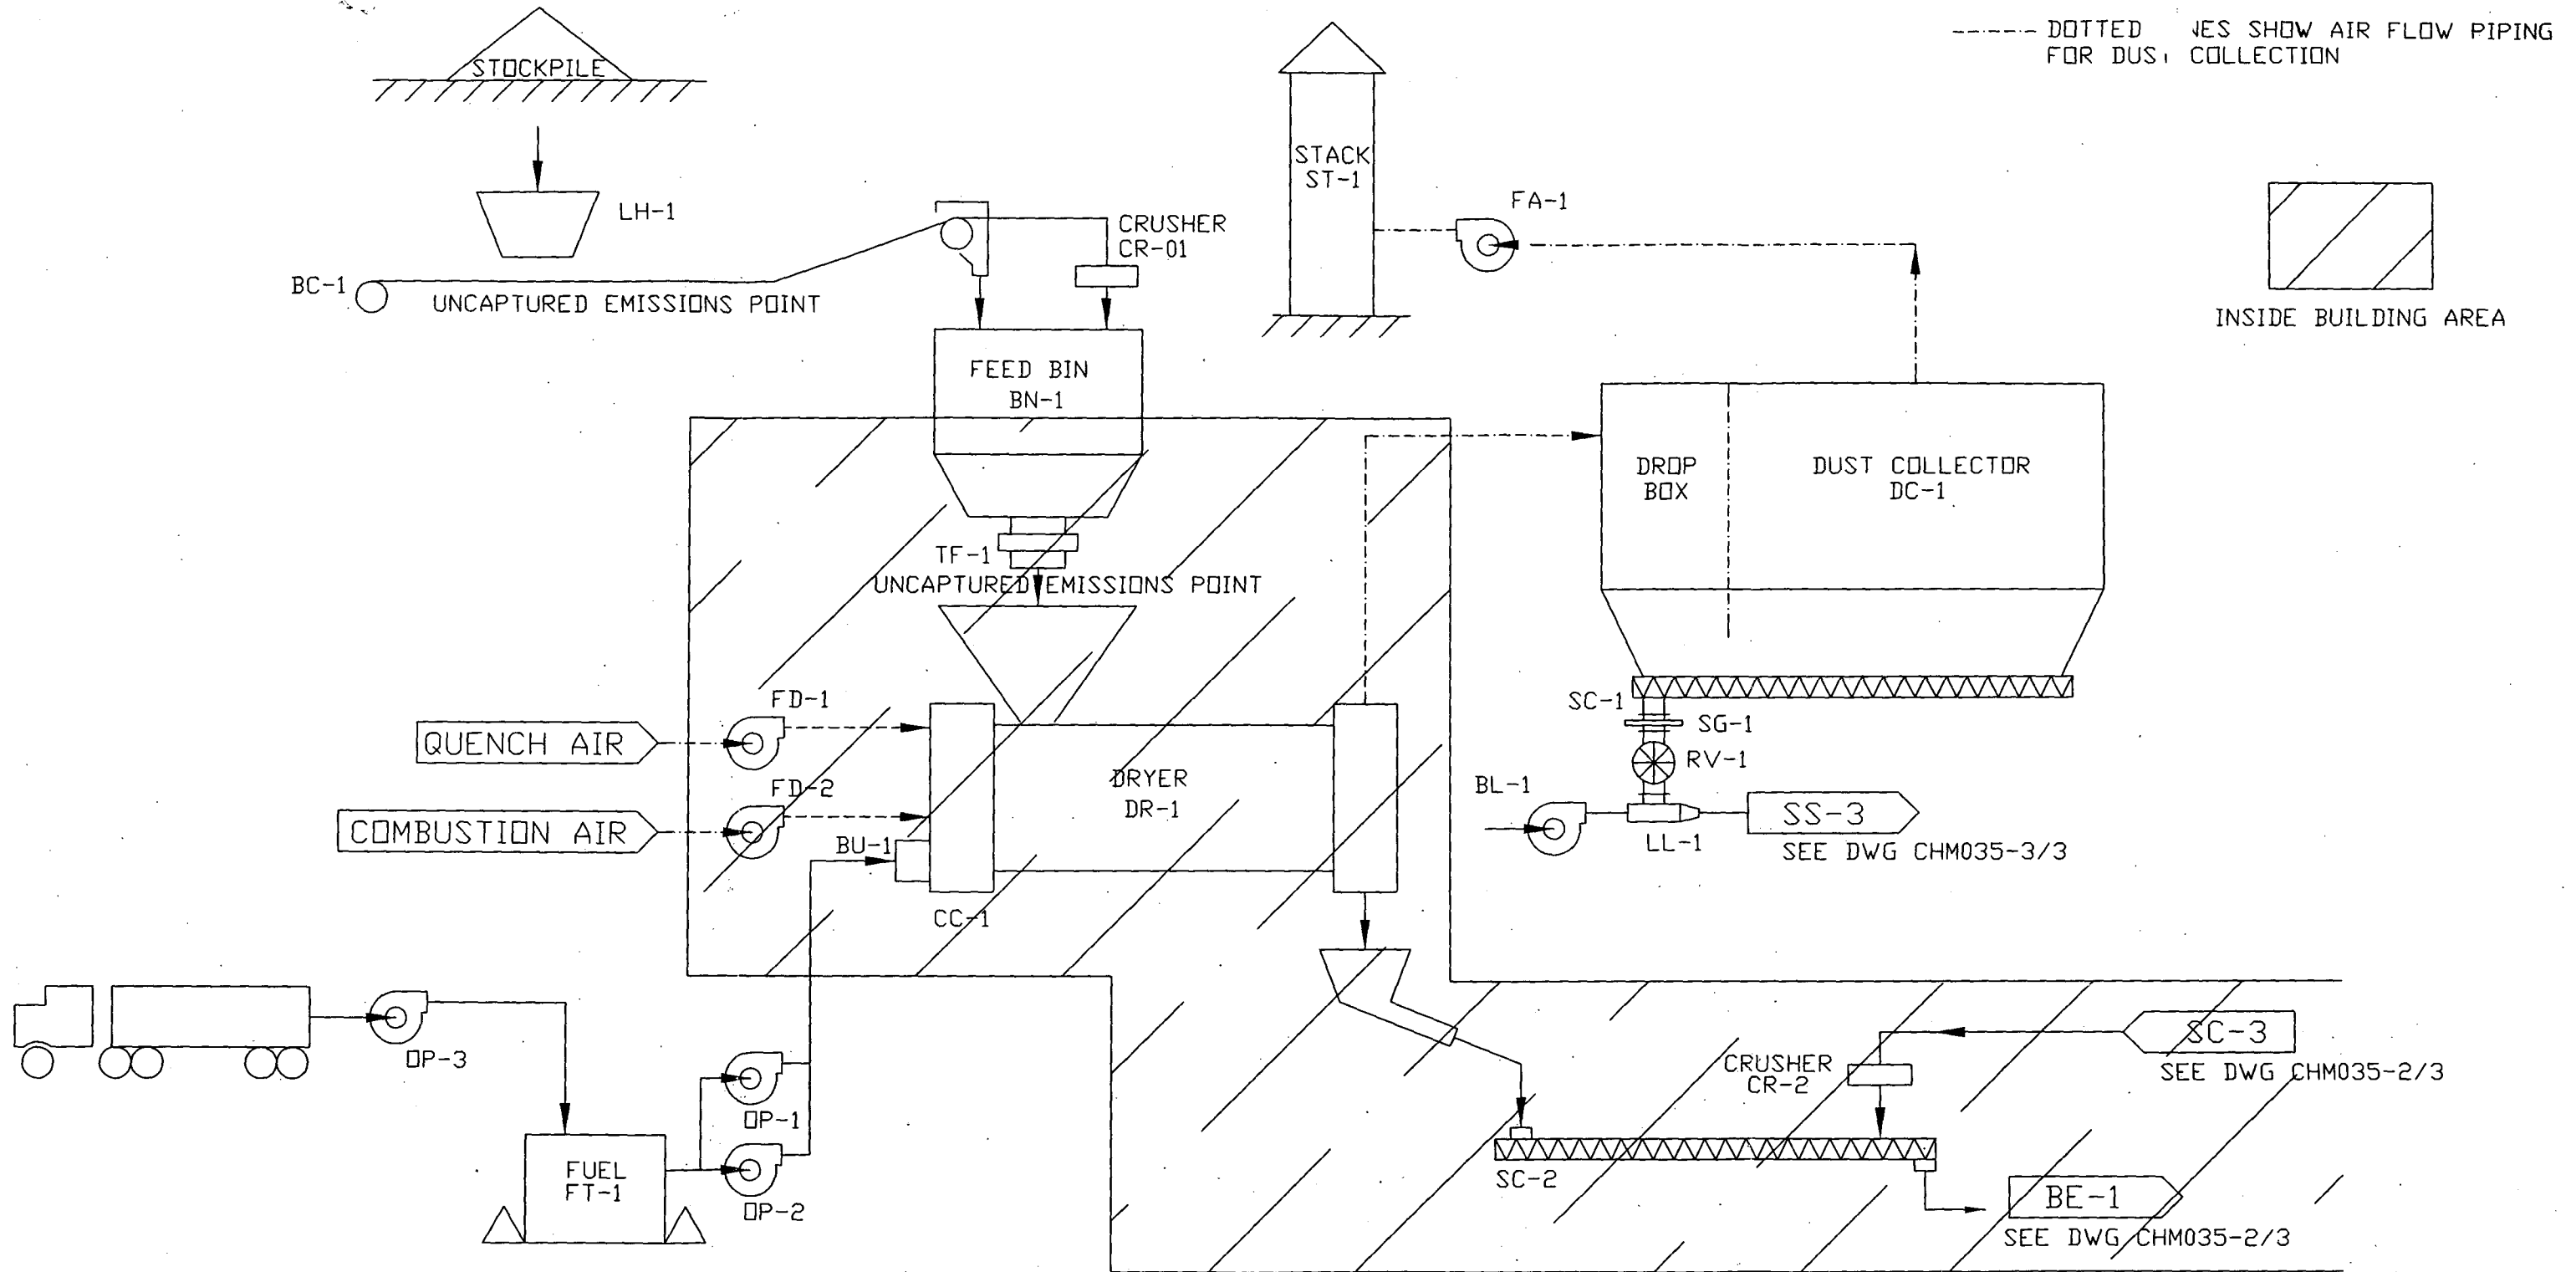 DOTTED SHOW AIR FLOW PIPING
FOR COLLECTION
STOCKPILE
LH-1
STACK
ST-1
FA-1
CRUSHER
CR-01
BC-1
UNCAPTURED EMISSIONS POINT
INSIDE BUILDING AREA
FEED BIN
BN-1
DROP
BOX
DUST COLLECTOR
DC-1
TF-1
UNCAPTURED EMISSIONS POINT
FD-1
QUENCH AIR
SC-1
SG-1
RV-1
FD-2
COMBUSTION AIR
DRYER
DR-1
BL-1
SS-3
LL-1
SEE DWG CHM035-3/3
BU-1
CC-1
OP-3
SC-3
SEE DWG CHM035-2/3
CRUSHER
CR-2
OP-1
FUEL
FT-1
OP-2
SC-2
BE-1
SEE DWG CHM035-2/3